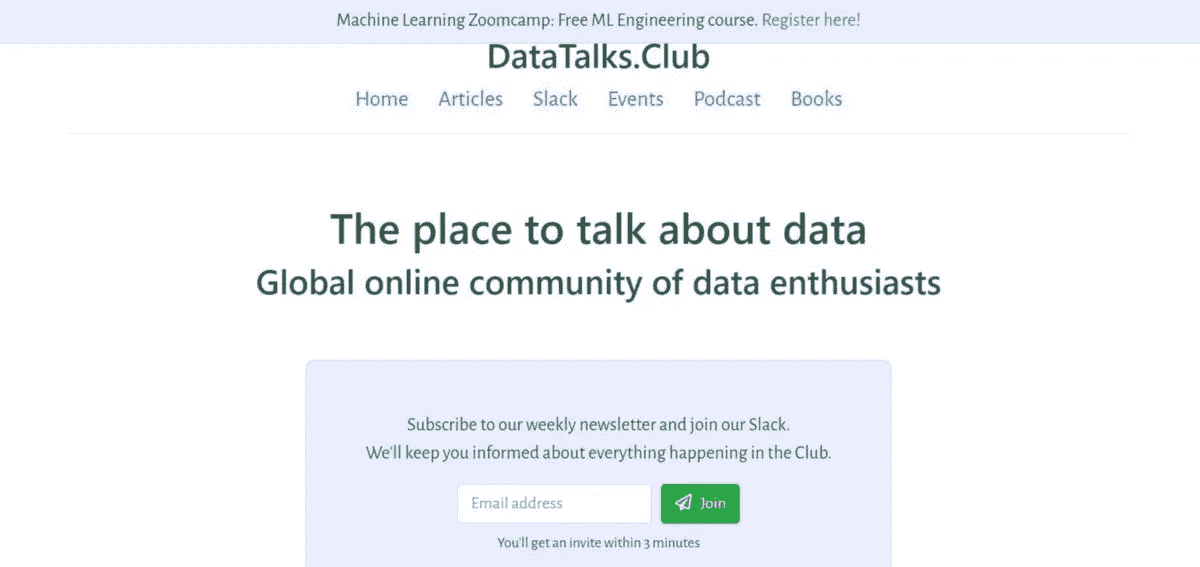 Machine Learning Zoomcamp: Free ML Engineering course. Register here!
DataTalks.Club
Home Articles Slack Events Podcast Books
The place to talk about data
Global online community of data enthusiasts
Subscribe to our weekly newsletter and join our Slack.
We'll keep you informed about everything happening in the Club.
Email address Join
You'll get an invite within 3 minutes